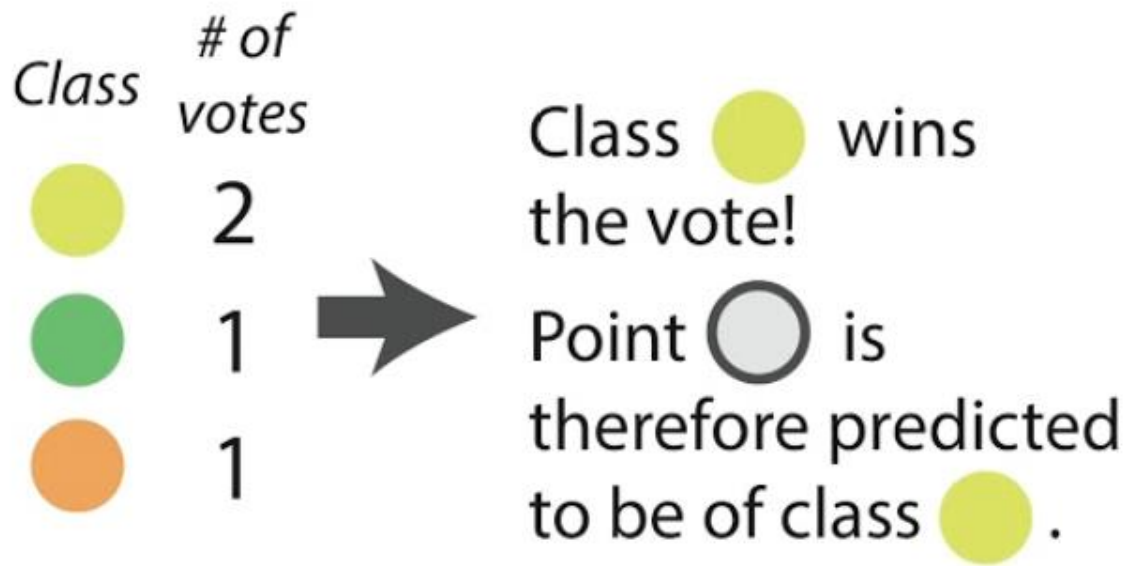 Class # of votes
2
1
1
Class wins
the vote!
Point is
therefore predicted
to be of class .